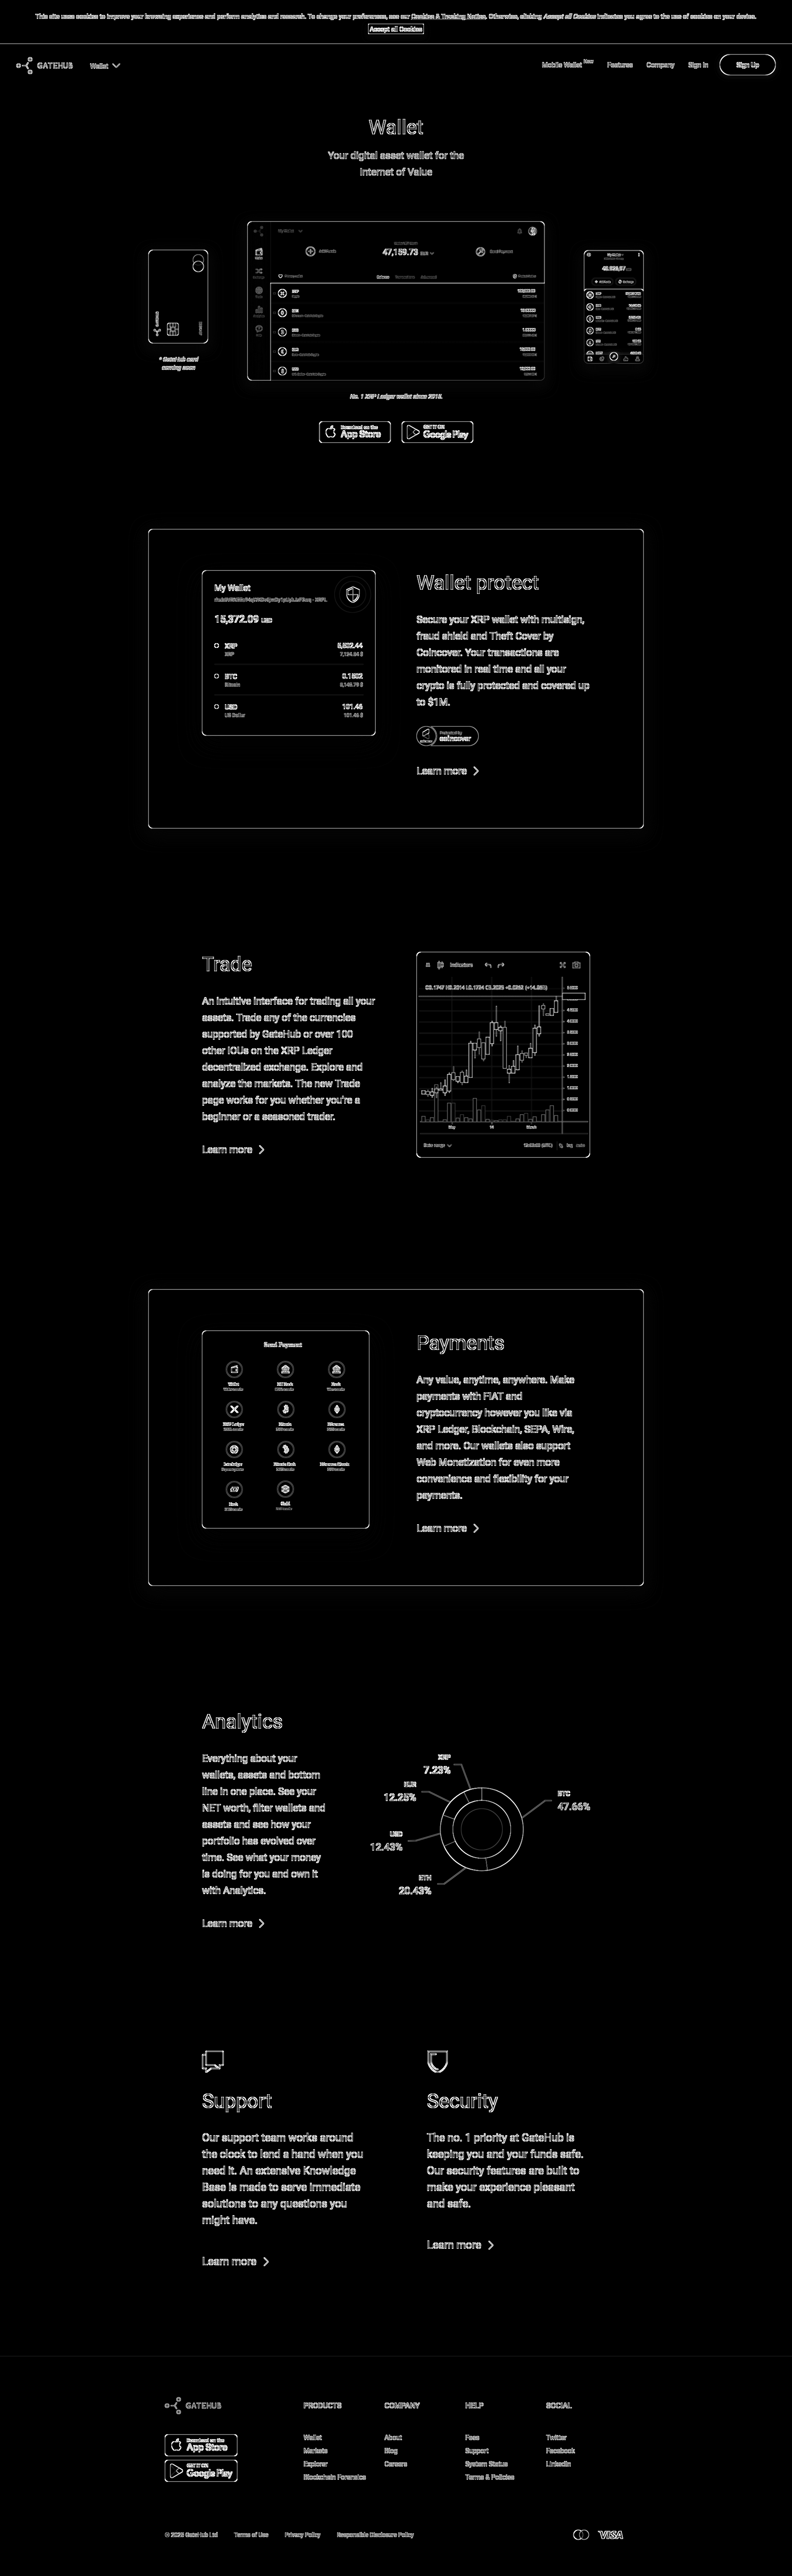 This site uses cookies to improve your browsing experience and perform analytics and research. To change your preferences, see our Cookies & Tracking Notice. Otherwise, clicking Accept all Cookies indicates you agree to the use of cookies on your device.
Accept all Cookies
GATEHUB
Wallet
Mobile Wallet New
Features
Company
Sign In
Sign Up
Wallet
Your digital asset wallet for the
Internet of Value
47,159.73 EUR
* GateHub card
coming soon
No. 1 XRP Ledger wallet since 2015.
Download on the
App Store
GET IT ON
Google Play
My Wallet
15,372.09 USD
XRP
XRP
7,124.64 $
BTC
0.1502
Bitcoin
8,145.79 $
USD
101.46
US Dollar
101.46 $
Wallet protect
Secure your XRP wallet with multisign,
fraud shield and Theft Cover by
Coincover. Your transactions are
monitored in real time and all your
crypto is fully protected and covered up
to $1M.
Protected by
coincover
Learn more
Trade
An intuitive interface for trading all your
assets. Trade any of the currencies
supported by GateHub or over 100
other IOUs on the XRP Ledger
decentralized exchange. Explore and
analyze the markets. The new Trade
page works for you whether you're a
beginner or a seasoned trader.
Learn more
Indicators
May
14
March
Date range
log
auto
Send Payment
Payments
Any value, anytime, anywhere. Make
payments with FIAT and
cryptocurrency however you like via
XRP Ledger, Blockchain, SEPA, Wire,
and more. Our wallets also support
Web Monetization for even more
convenience and flexibility for your
payments.
Learn more
Analytics
Everything about your
wallets, assets and bottom
line in one place. See your
NET worth, filter wallets and
assets and see how your
portfolio has evolved over
time. See what your money
is doing for you and own it
with Analytics.
Learn more
XRP
7.23%
EUR
12.25%
BTC
47.66%
USD
12.43%
ETH
20.43%
Support
Our support team works around
the clock to lend a hand when you
need it. An extensive Knowledge
Base is made to serve immediate
solutions to any questions you
might have.
Learn more
Security
The no. 1 priority at GateHub is
keeping you and your funds safe.
Our security features are built to
make your experience pleasant
and safe.
Learn more
GATEHUB
Download on the
App Store
GET IT ON
Google Play
PRODUCTS
Wallet
Markets
Explorer
Blockchain Forensics
COMPANY
About
Blog
Careers
HELP
Fees
Support
System Status
Terms & Policies
SOCIAL
Twitter
Facebook
LinkedIn
© 2025 GateHub Ltd
Terms of Use
Privacy Policy
Responsible Disclosure Policy
VISA